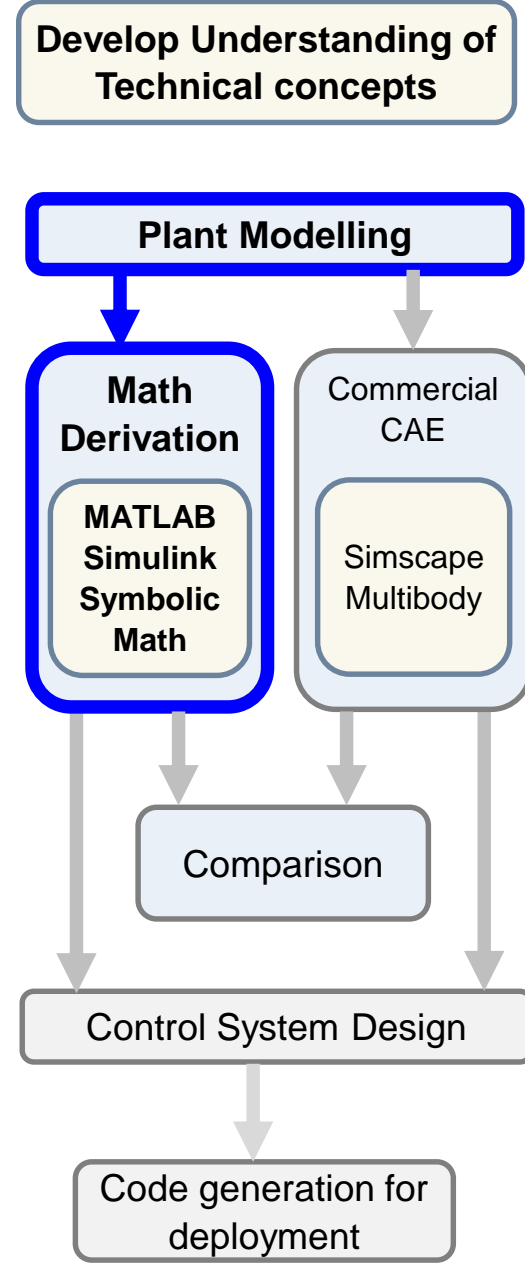 Develop Understanding of
Technical concepts
Plant Modelling
Math
Derivation
MATLAB
Simulink
Symbolic
Math
Commercial
CAE
Simscape
Multibody
Comparison
Control System Design
Code generation for
deployment